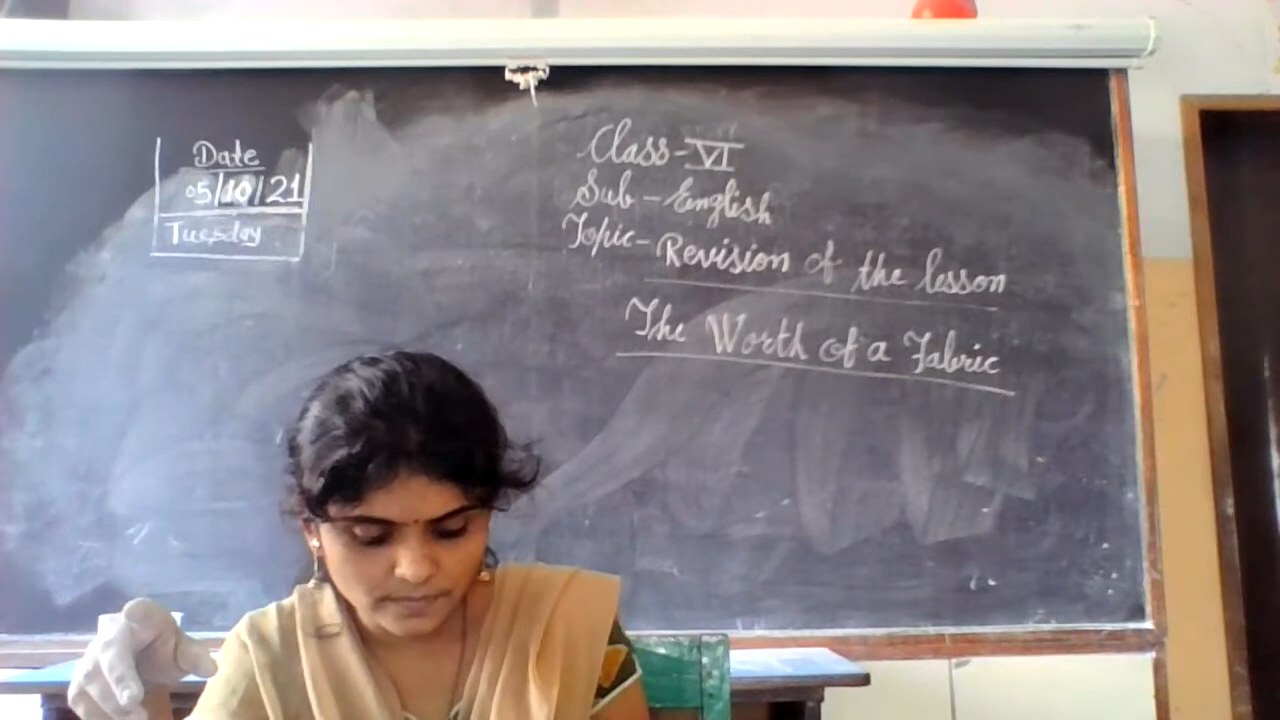 Date
05/10/21
Tuesday
Class-VI
Sub-English
Topic-Revision of the lesson
The Worth of a Fabric